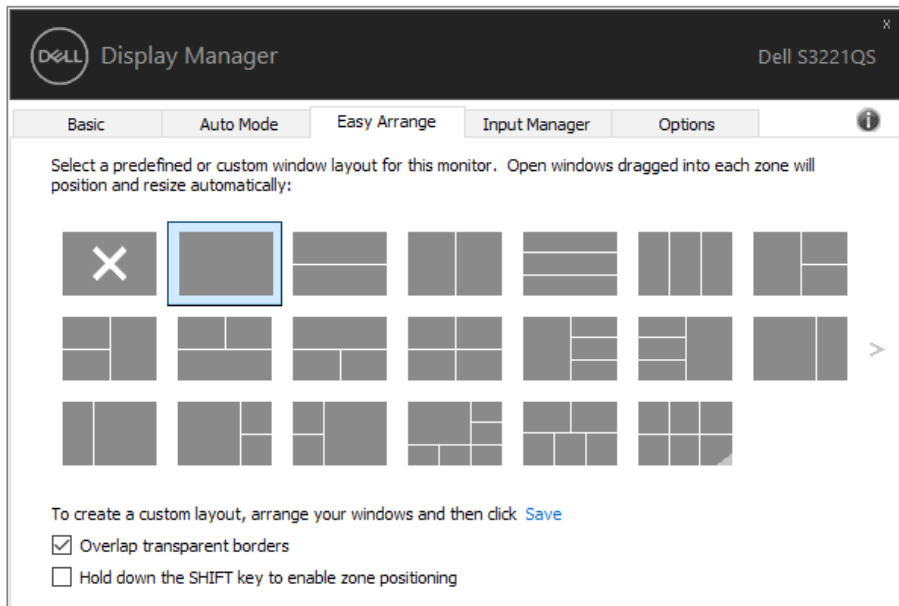 DELL Display Manager
x
Dell S3221QS
Basic Auto Mode Easy Arrange Input Manager Options
Select a predefined or custom window layout for this monitor. Open windows dragged into each zone will
position and resize automatically:
>
To create a custom layout, arrange your windows and then click Save
Overlap transparent borders
Hold down the SHIFT key to enable zone positioning